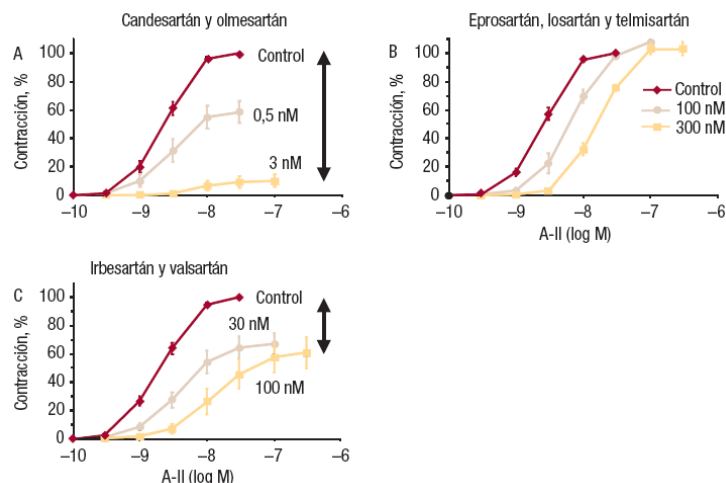 Candesartán y olmesartán
A
Contracción, %
100
80
60
40
20
0
Control
0,5 nM
3 nM
–10
–9
–8
–7
–6
Eprosartán, losartán y telmisartán
B
Contracción, %
100
80
60
40
20
0
Control
100 nM
300 nM
–10
–9
–8
–7
–6
A-II (log M)
Irbesartán y valsartán
C
Contracción, %
100
80
60
40
20
0
Control
30 nM
100 nM
–10
–9
–8
–7
–6
A-II (log M)